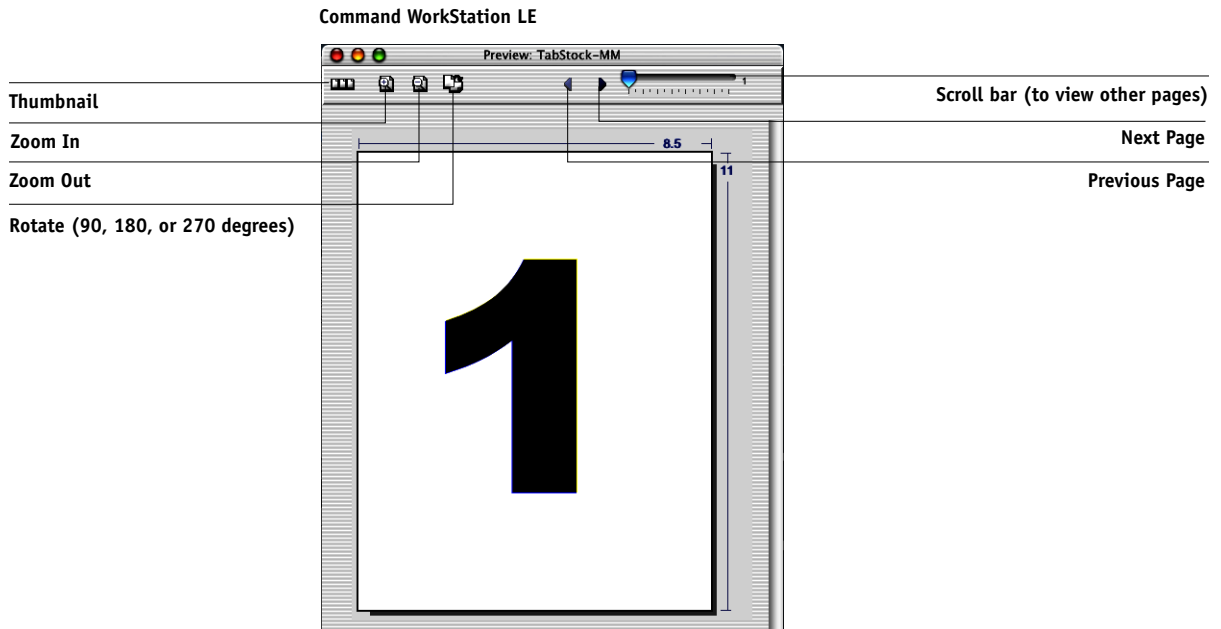 Command WorkStation LE
Preview: TabStock-MM
1
Thumbnail
Scroll bar (to view other pages)
Zoom In
Next Page
Zoom Out
Previous Page
Rotate (90, 180, or 270 degrees)
8.5
11
1